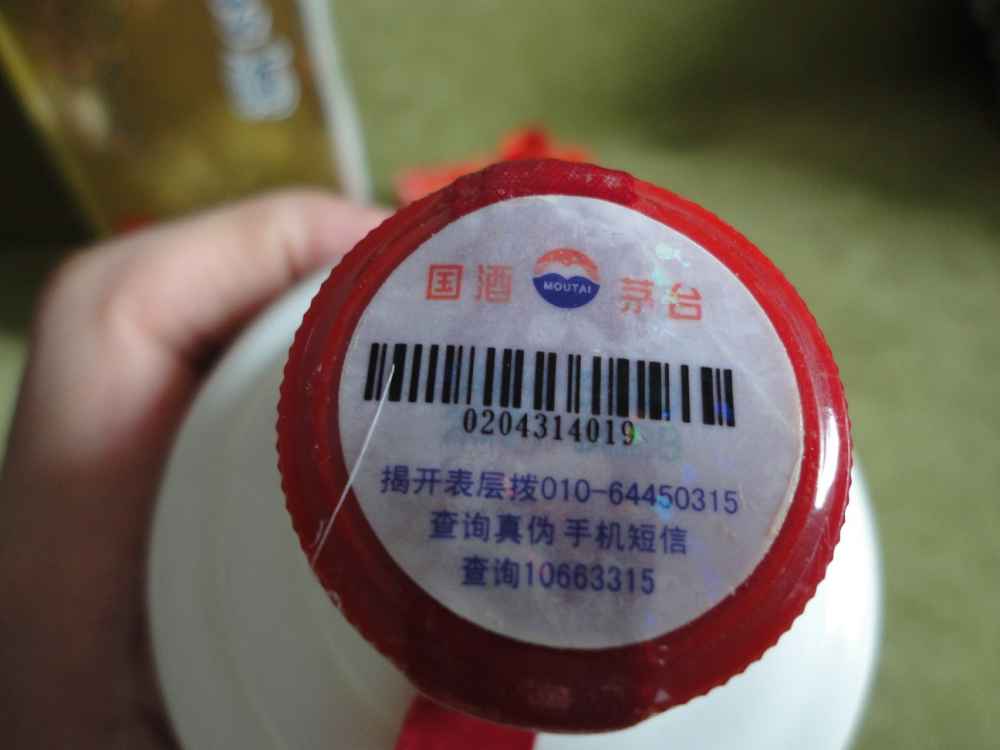 国酒 MOUTAI 茅台
0204314019
揭开表层拨010-64450315
查询真伪 手机短信
查询10663315